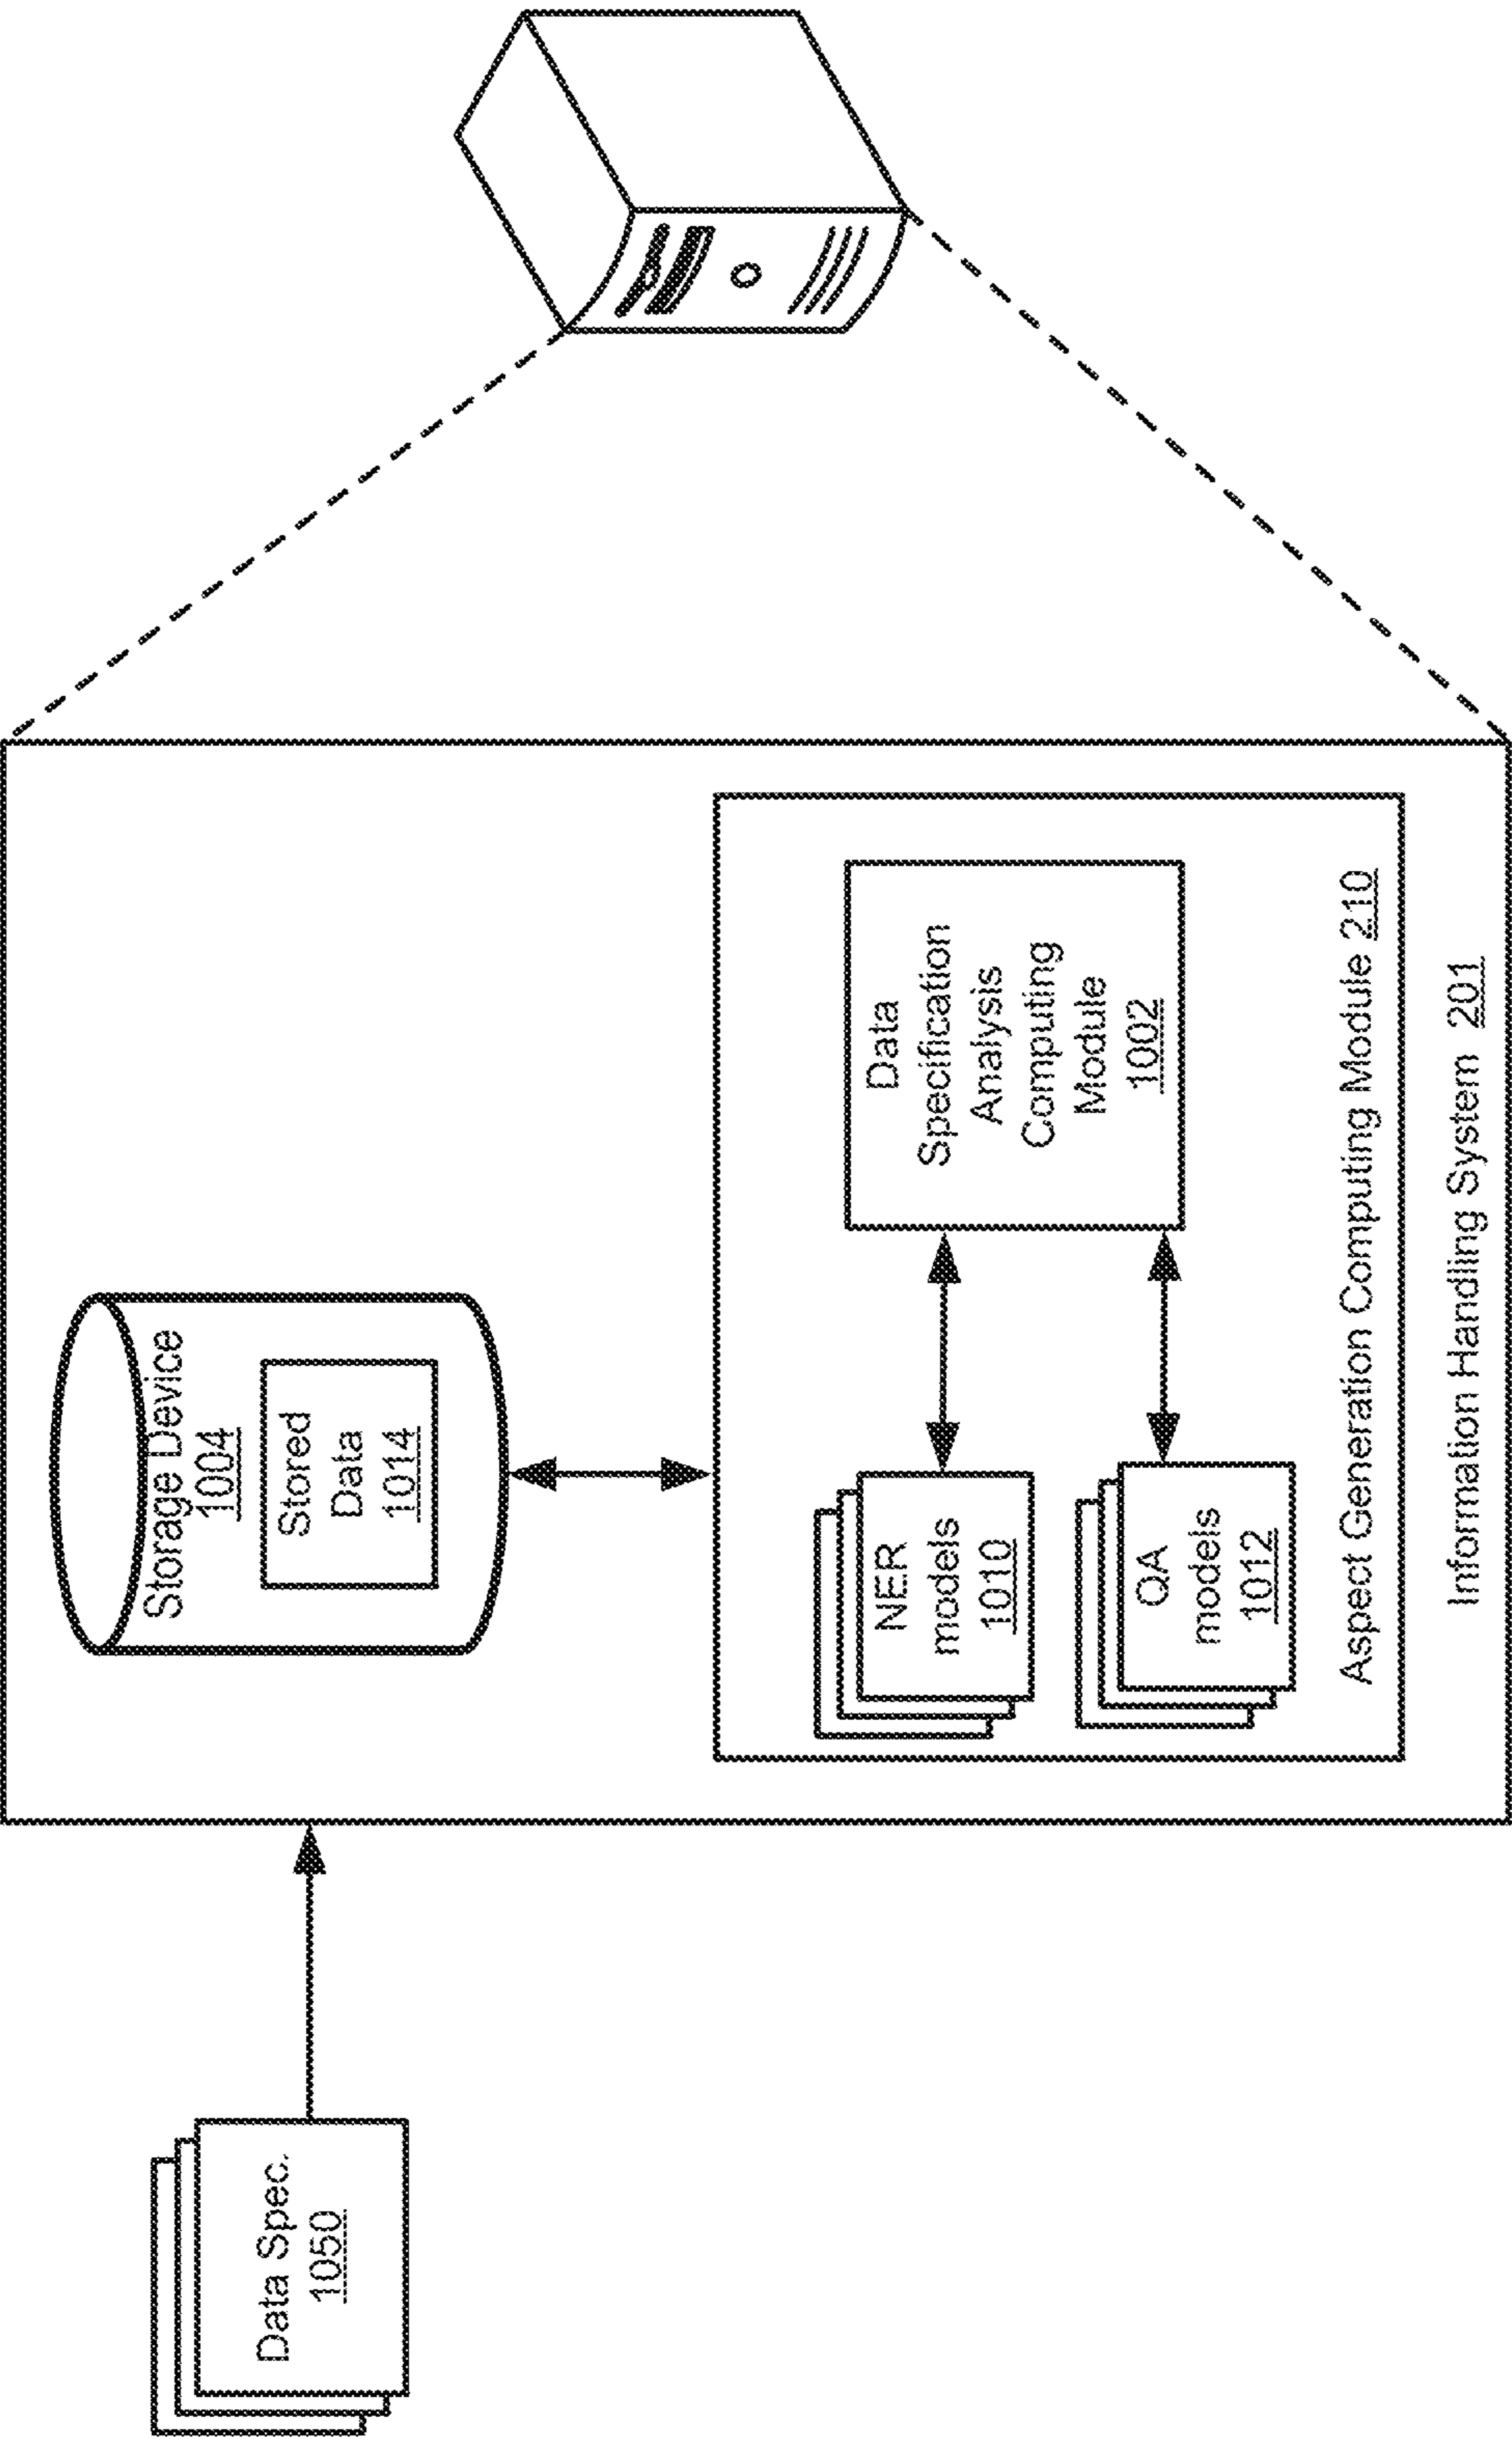 Data Spec.
1050
Storage Device
1004
Stored
Data
1014
NER
models
1010
QA
models
1012
Data
Specification
Analysis
Computing
Module
1002
Aspect Generation Computing Module 210
Information Handling System 201